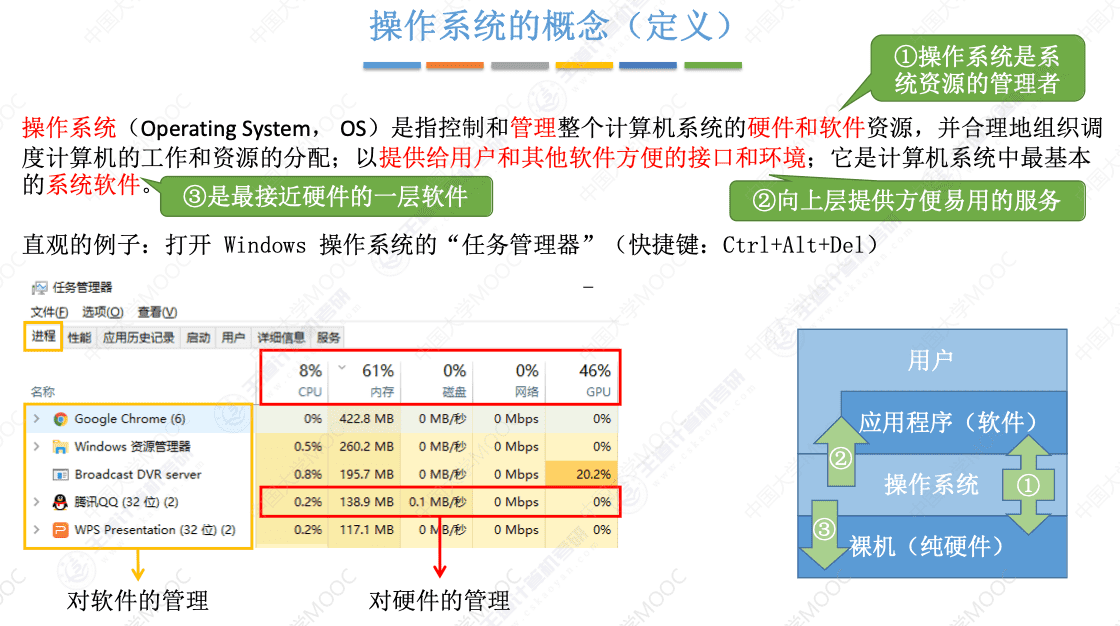 操作系统的概念（定义）
①操作系统是系
统资源的管理者
操作系统（Operating System， OS）是指控制和管理整个计算机系统的硬件和软件资源，并合理地组织调
度计算机的工作和资源的分配；以提供给用户和其他软件方便的接口和环境；它是计算机系统中最基本
的系统软件。
③是最接近硬件的一层软件
②向上层提供方便易用的服务
直观的例子：打开 Windows 操作系统的“任务管理器”（快捷键：Ctrl+Alt+Del）
任务管理器
文件(F) 选项(O) 查看(V)
进程 性能 应用历史记录 启动 用户 详细信息 服务
8% 61% 0% 0% 46%
名称 CPU 内存 磁盘 网络 GPU
Google Chrome (6) 0% 422.8 MB 0 MB/秒 0 Mbps 0%
Windows 资源管理器 0.5% 260.2 MB 0 MB/秒 0 Mbps 0%
Broadcast DVR server 0.8% 195.7 MB 0 MB/秒 0 Mbps 20.2%
腾讯QQ (32 位) (2) 0.2% 138.9 MB 0.1 MB/秒 0 Mbps 0%
WPS Presentation (32 位) (2) 0.2% 117.1 MB 0 MB/秒 0 Mbps 0%
对软件的管理
对硬件的管理
用户
应用程序（软件）
②
操作系统
①
③
裸机（纯硬件）
中国大学MOOC
王道计算机考研